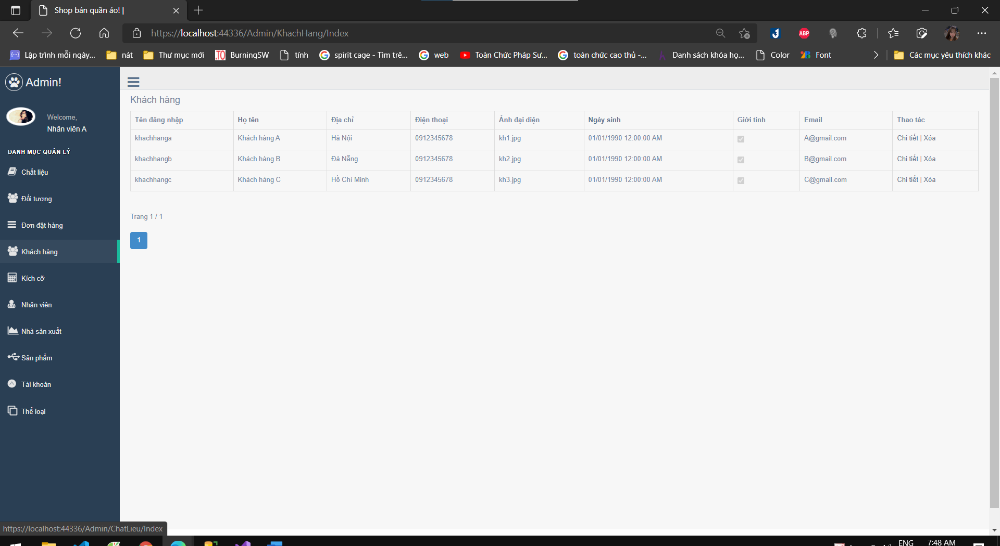 Shop bán quần áo! |
https://localhost:44336/Admin/KhachHang/Index
ABP
Lập trình mỗi ngày... nát Thư mục mới .TO BurningSW tính spirit cage - Tìm trê... web Toàn Chức Pháp Sư... toàn chức cao thủ -... Danh sách khóa họ... Color Font Các mục yêu thích khác
Admin!
Welcome,
Nhân viên A
DANH MỤC QUẢN LÝ
Chất liệu
Đối tượng
Đơn đặt hàng
Khách hàng
Kích cỡ
Nhân viên
Nhà sản xuất
Sản phẩm
Tài khoản
Thể loại
Khách hàng
Tên đăng nhập Họ tên Địa chỉ Điện thoại Ảnh đại diện Ngày sinh Giới tính Email Thao tác
khachhanga Khách hàng A Hà Nội 0912345678 kh1.jpg 01/01/1990 12:00:00 AM A@gmail.com Chi tiết | Xóa
khachhangb Khách hàng B Đà Nẵng 0912345678 kh2.jpg 01/01/1990 12:00:00 AM B@gmail.com Chi tiết | Xóa
khachhangc Khách hàng C Hồ Chí Minh 0912345678 kh3.jpg 01/01/1990 12:00:00 AM C@gmail.com Chi tiết | Xóa
Trang 1 / 1
1
https://localhost:44336/Admin/ChatLieu/Index
ENG 7:48 AM